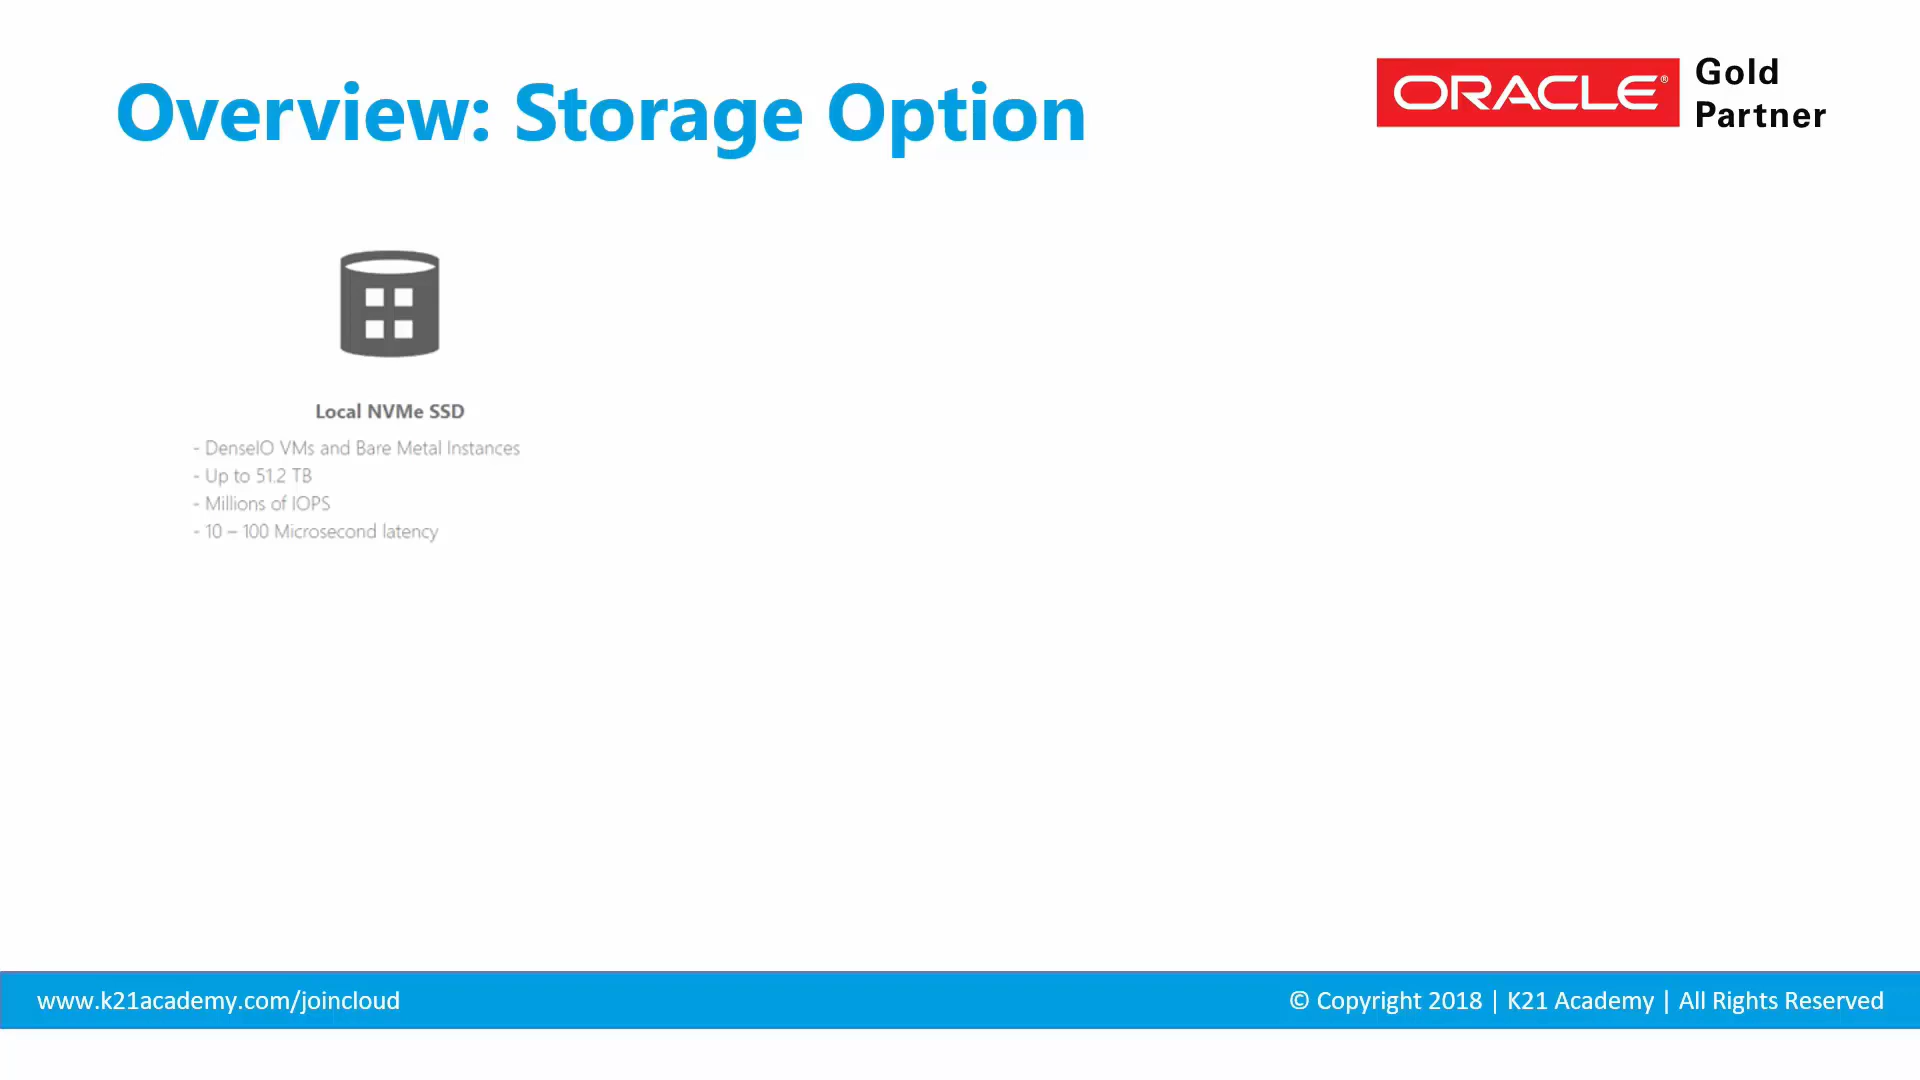 Overview: Storage Option
ORACLE®
Gold
Partner
Local NVMe SSD
- DenseIO VMs and Bare Metal Instances
- Up to 51.2 TB
- Millions of IOPS
- 10 – 100 Microsecond latency
www.k21academy.com/joincloud
© Copyright 2018 | K21 Academy | All Rights Reserved